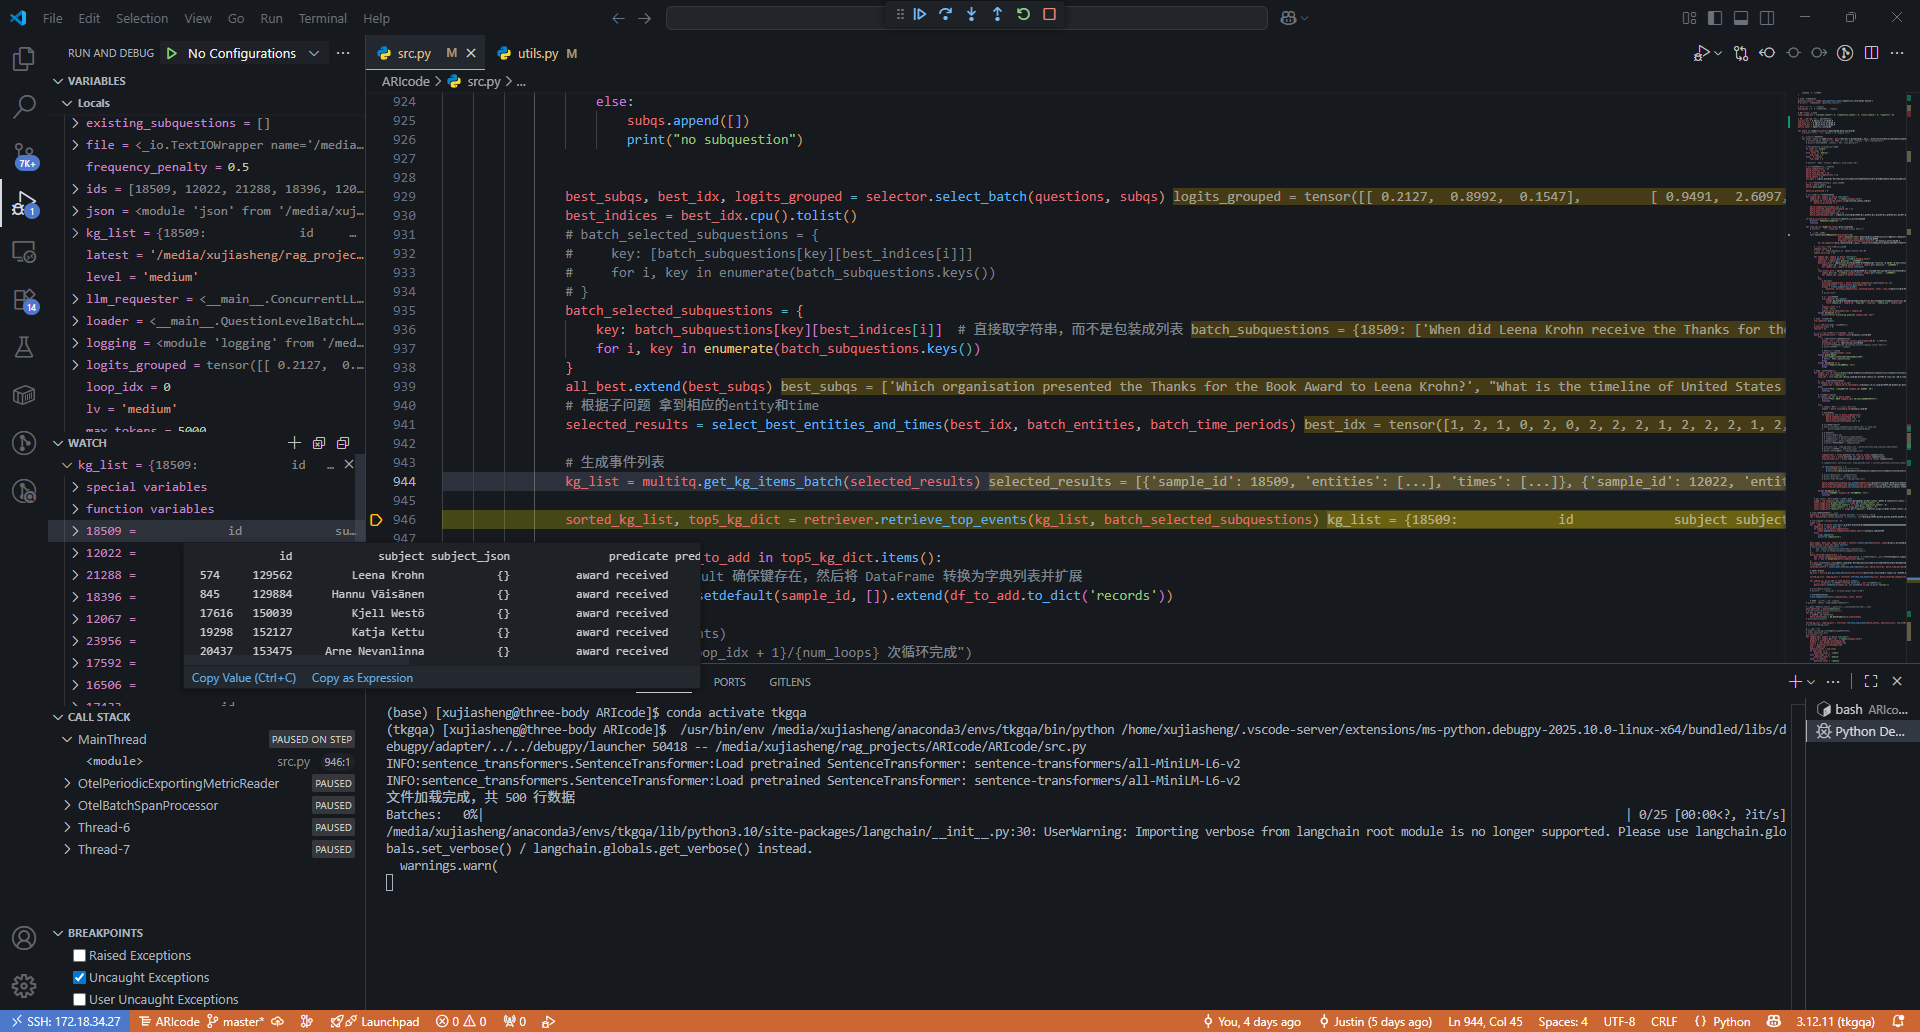 File Edit Selection View Go Run Terminal Help
RUN AND DEBUG No Configurations
src.py M
utils.py M
VARIABLES
Locals
existing_subquestions = []
file = <_io.TextIOWrapper name='/media…
frequency_penalty = 0.5
ids = [18509, 12022, 21288, 18396, 120…
json = <module 'json' from '/media/xuj…
kg_list = {18509: id …
latest = '/media/xujiasheng/rag_projec…
level = 'medium'
llm_requester = <__main__.ConcurrentLL…
loader = <__main__.QuestionLevelBatchL…
logging = <module 'logging' from '/med…
logits_grouped = tensor([[ 0.2127, 0.…
loop_idx = 0
lv = 'medium'
max_tokens = 5000
7K+
1
14
WATCH
kg_list = {18509: id …
special variables
function variables
18509 = id su…
12022 =
21288 =
18396 =
12067 =
23956 =
17592 =
16506 =
id subject subject_json predicate pred
574 129562 Leena Krohn {} award received
845 129884 Hannu Väisänen {} award received
17616 150039 Kjell Westö {} award received
19298 152127 Katja Kettu {} award received
20437 153475 Arne Nevanlinna {} award received
Copy Value (Ctrl+C) Copy as Expression
CALL STACK
MainThread PAUSED ON STEP
<module> src.py 946:1
OtelPeriodicExportingMetricReader PAUSED
OtelBatchSpanProcessor PAUSED
Thread-6 PAUSED
Thread-7 PAUSED
BREAKPOINTS
Raised Exceptions
Uncaught Exceptions
User Uncaught Exceptions
ARIcode > src.py > ...
924 else:
925 subqs.append([])
926 print("no subquestion")
927
928
929 best_subqs, best_idx, logits_grouped = selector.select_batch(questions, subqs) logits_grouped = tensor([[ 0.2127, 0.8992, 0.1547], [ 0.9491, 2.6097,
930 best_indices = best_idx.cpu().tolist()
931 # batch_selected_subquestions = {
932 # key: [batch_subquestions[key][best_indices[i]]]
933 # for i, key in enumerate(batch_subquestions.keys())
934 # }
935 batch_selected_subquestions = {
936 key: batch_subquestions[key][best_indices[i]] # 直接取字符串，而不是包装成列表 batch_subquestions = {18509: ['When did Leena Krohn receive the Thanks for the
937 for i, key in enumerate(batch_subquestions.keys())
938 }
939 all_best.extend(best_subqs) best_subqs = ['Which organisation presented the Thanks for the Book Award to Leena Krohn?', "What is the timeline of United States
940 # 根据子问题 拿到相应的entity和time
941 selected_results = select_best_entities_and_times(best_idx, batch_entities, batch_time_periods) best_idx = tensor([1, 2, 1, 0, 2, 0, 2, 2, 2, 1, 2, 2, 2, 1, 2,
942
943 # 生成事件列表
944 kg_list = multitq.get_kg_items_batch(selected_results) selected_results = [{'sample_id': 18509, 'entities': [...], 'times': [...]}, {'sample_id': 12022, 'entit
945
946 sorted_kg_list, top5_kg_dict = retriever.retrieve_top_events(kg_list, batch_selected_subquestions) kg_list = {18509: id subject subject
947
_to_add in top5_kg_dict.items():
ult 确保键存在，然后将 DataFrame 转换为字典列表并扩展
setdefault(sample_id, []).extend(df_to_add.to_dict('records'))
nts)
op_idx + 1}/{num_loops} 次循环完成")
PORTS GITLENS
(base) [xujiasheng@three-body ARIcode]$ conda activate tkgqa
(tkgqa) [xujiasheng@three-body ARIcode]$ /usr/bin/env /media/xujiasheng/anaconda3/envs/tkgqa/bin/python /home/xujiasheng/.vscode-server/extensions/ms-python.debugpy-2025.10.0-linux-x64/bundled/libs/d
ebugpy/adapter/../../debugpy/launcher 50418 -- /media/xujiasheng/rag_projects/ARIcode/ARIcode/src.py
INFO:sentence_transformers.SentenceTransformer:Load pretrained SentenceTransformer: sentence-transformers/all-MiniLM-L6-v2
INFO:sentence_transformers.SentenceTransformer:Load pretrained SentenceTransformer: sentence-transformers/all-MiniLM-L6-v2
文件加载完成，共 500 行数据
Batches: 0%| | 0/25 [00:00<?, ?it/s]
/media/xujiasheng/anaconda3/envs/tkgqa/lib/python3.10/site-packages/langchain/__init__.py:30: UserWarning: Importing verbose from langchain root module is no longer supported. Please use langchain.glo
bals.set_verbose() / langchain.globals.get_verbose() instead.
warnings.warn(
bash ARIco...
Python De...
SSH: 172.18.34.27 ARIcode master* Launchpad 0 0 0 You, 4 days ago Justin (5 days ago) Ln 944, Col 45 Spaces: 4 UTF-8 CRLF Python 3.12.11 (tkgqa)